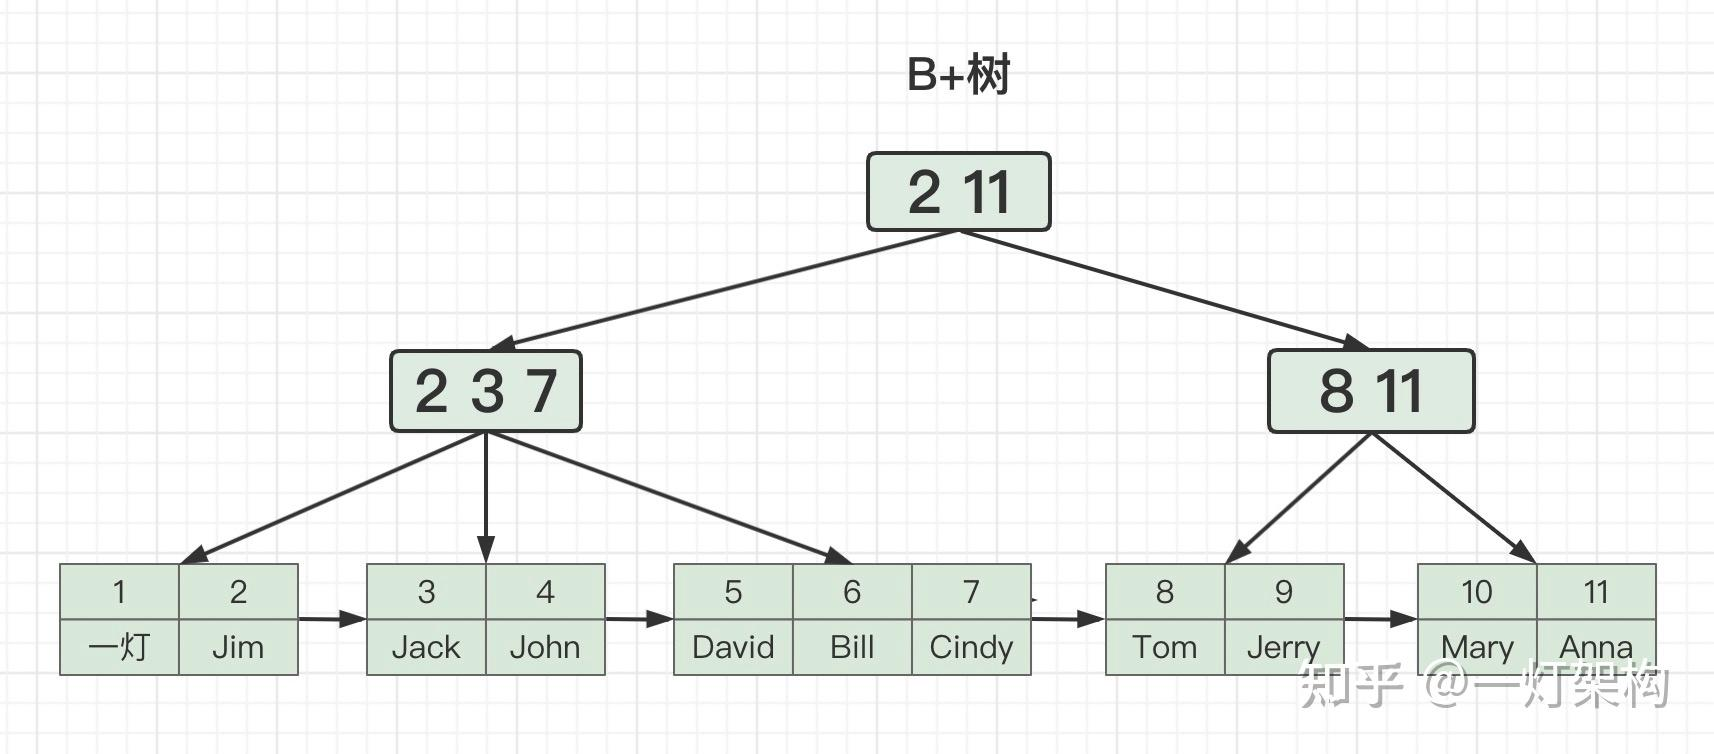 B+树
2 11
2 3 7
8 11
1 2 3 4 5 6 7 8 9 10 11
一灯 Jim Jack John David Bill Cindy Tom Jerry Mary Anna
知乎 @一灯架构